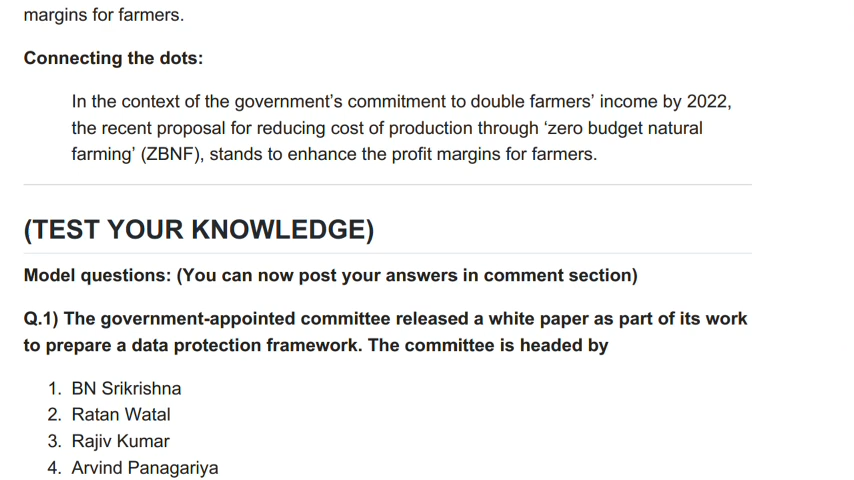 margins for farmers.
Connecting the dots:
In the context of the government’s commitment to double farmers’ income by 2022,
the recent proposal for reducing cost of production through ‘zero budget natural
farming’ (ZBNF), stands to enhance the profit margins for farmers.
(TEST YOUR KNOWLEDGE)
Model questions: (You can now post your answers in comment section)
Q.1) The government-appointed committee released a white paper as part of its work
to prepare a data protection framework. The committee is headed by
1. BN Srikrishna
2. Ratan Watal
3. Rajiv Kumar
4. Arvind Panagariya